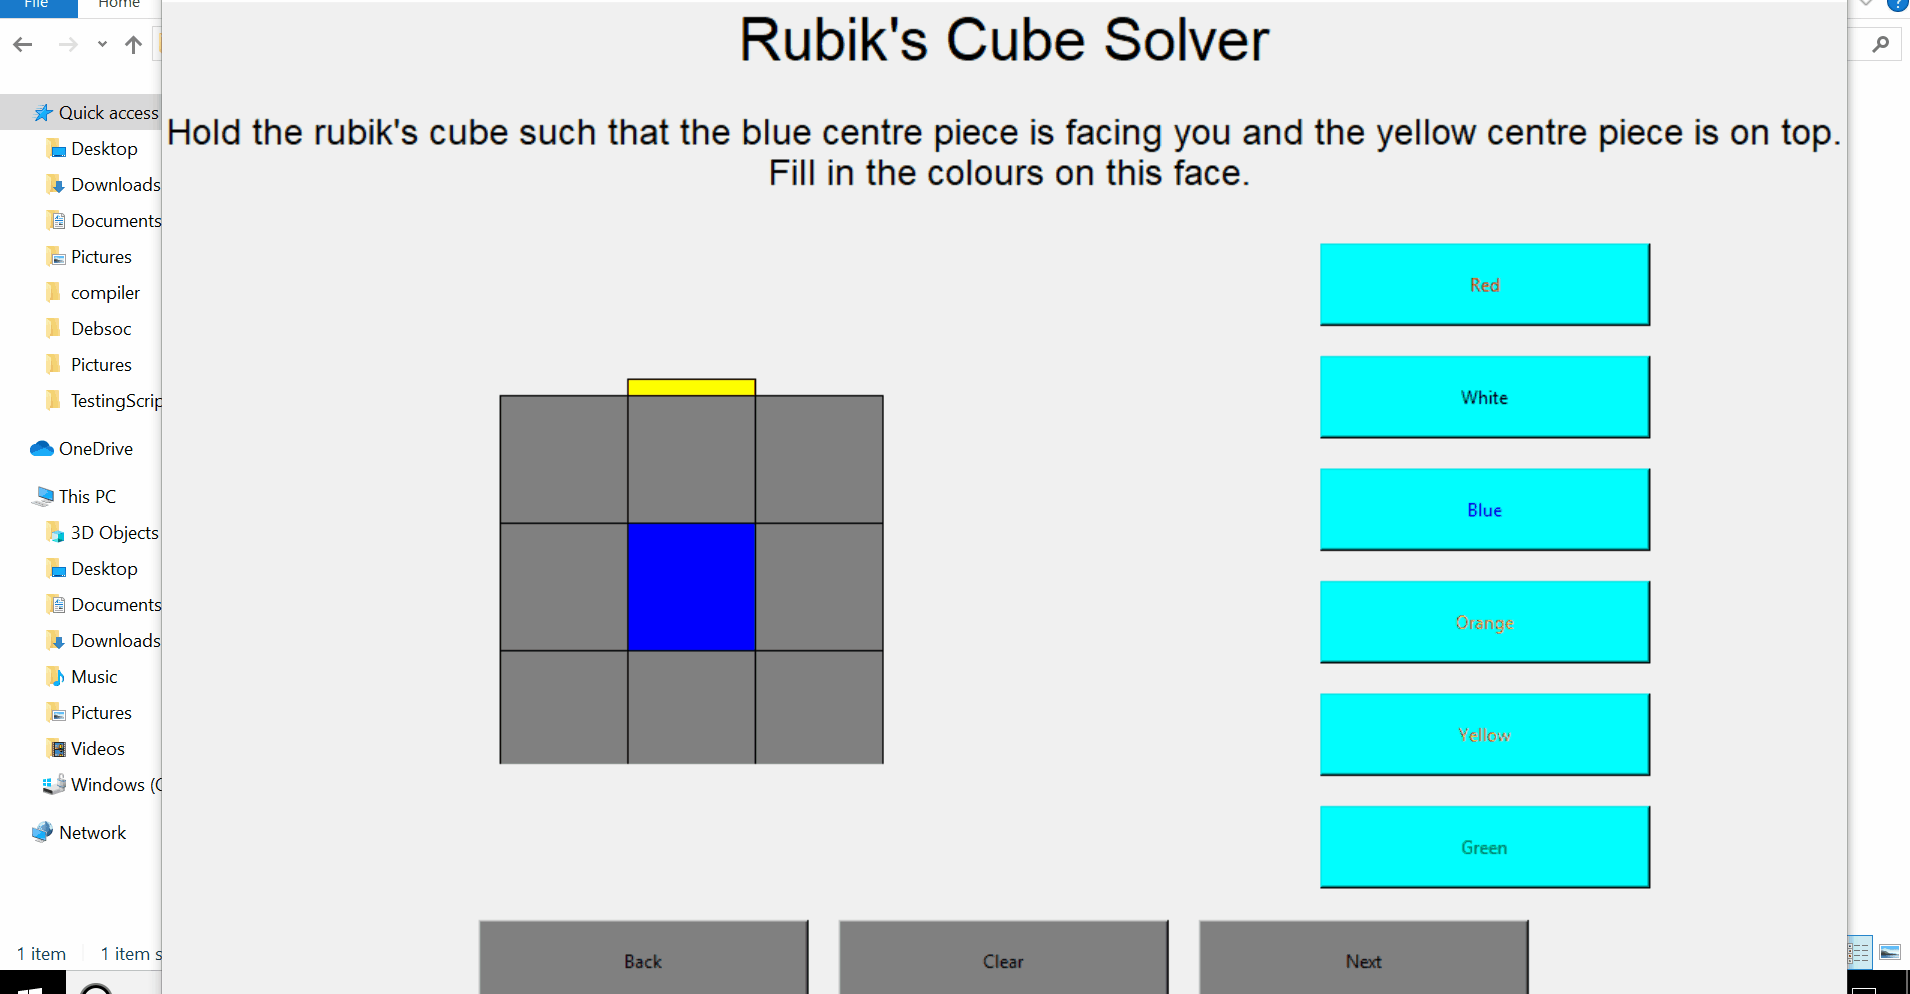 File
Home
?
Rubik's Cube Solver
Hold the rubik's cube such that the blue centre piece is facing you and the yellow centre piece is on top.
Fill in the colours on this face.
Quick access
Desktop
Downloads
Documents
Pictures
compiler
Debsoc
Pictures
TestingScrip
OneDrive
This PC
3D Objects
Desktop
Documents
Downloads
Music
Pictures
Videos
Windows (C
Network
1 item
1 item s
Red
White
Blue
Orange
Yellow
Green
Back
Clear
Next